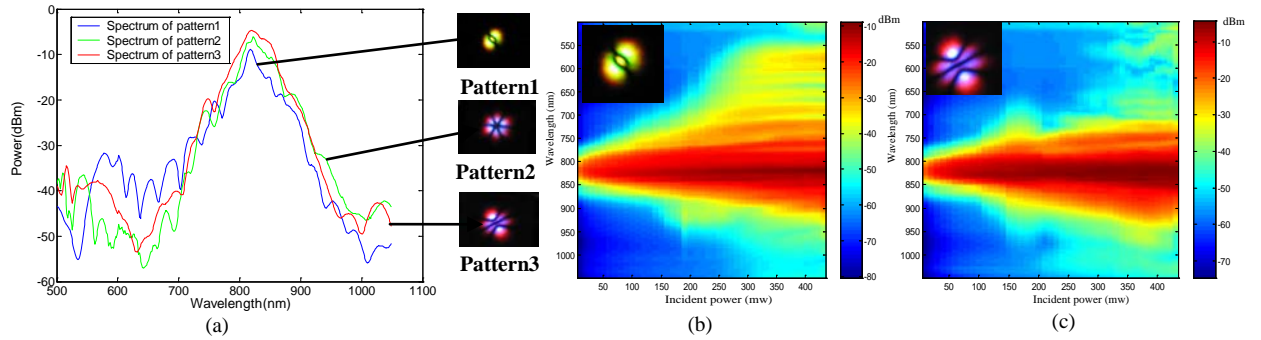 Spectrum of pattern1
Spectrum of pattern2
Spectrum of pattern3
Power(dBm)
0
-10
-20
-30
-40
-50
-60
500 600 700 800 900 1000 1100
Wavelength(nm)
(a)
Pattern1
Pattern2
Pattern3
Wavelength (nm)
550
600
650
700
750
800
850
900
950
1000
50 100 150 200 250 300 350 400
Incident power (mw)
(b)
dBm
-10
-20
-30
-40
-50
-60
-70
-80
Wavelength (nm)
550
600
650
700
750
800
850
900
950
1000
50 100 150 200 250 300 350 400
Incident power (mw)
(c)
dBm
-10
-20
-30
-40
-50
-60
-70